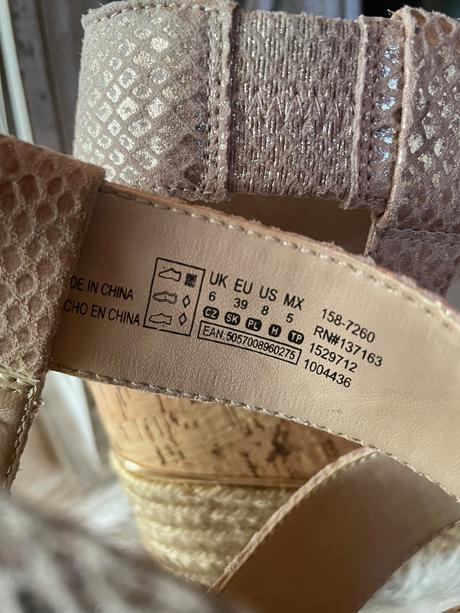 DE IN CHINA
CHO EN CHINA
UK EU US MX
6 39 8 5
CZ SK PL H TP
EAN:5057008960275
158-7260
RN#137163
1529712
1004436